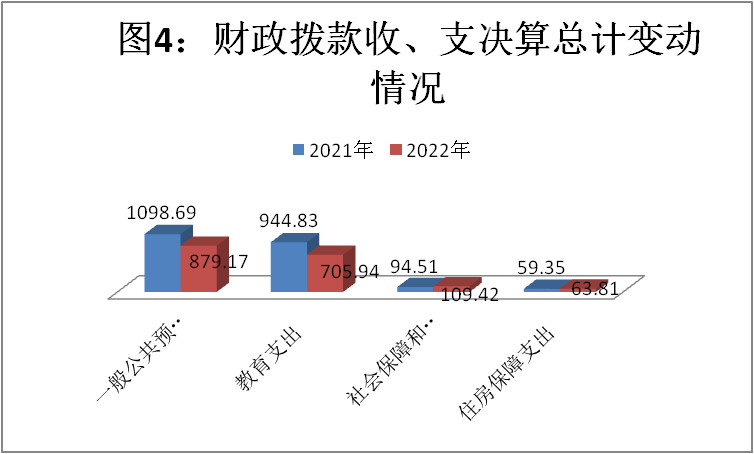 图4：财政拨款收、支决算总计变动
情况
2021年 2022年
1098.69
879.17
944.83
705.94
94.51
109.42
59.35
63.81
一般公共预..
教育支出
社会保障和..
住房保障支出